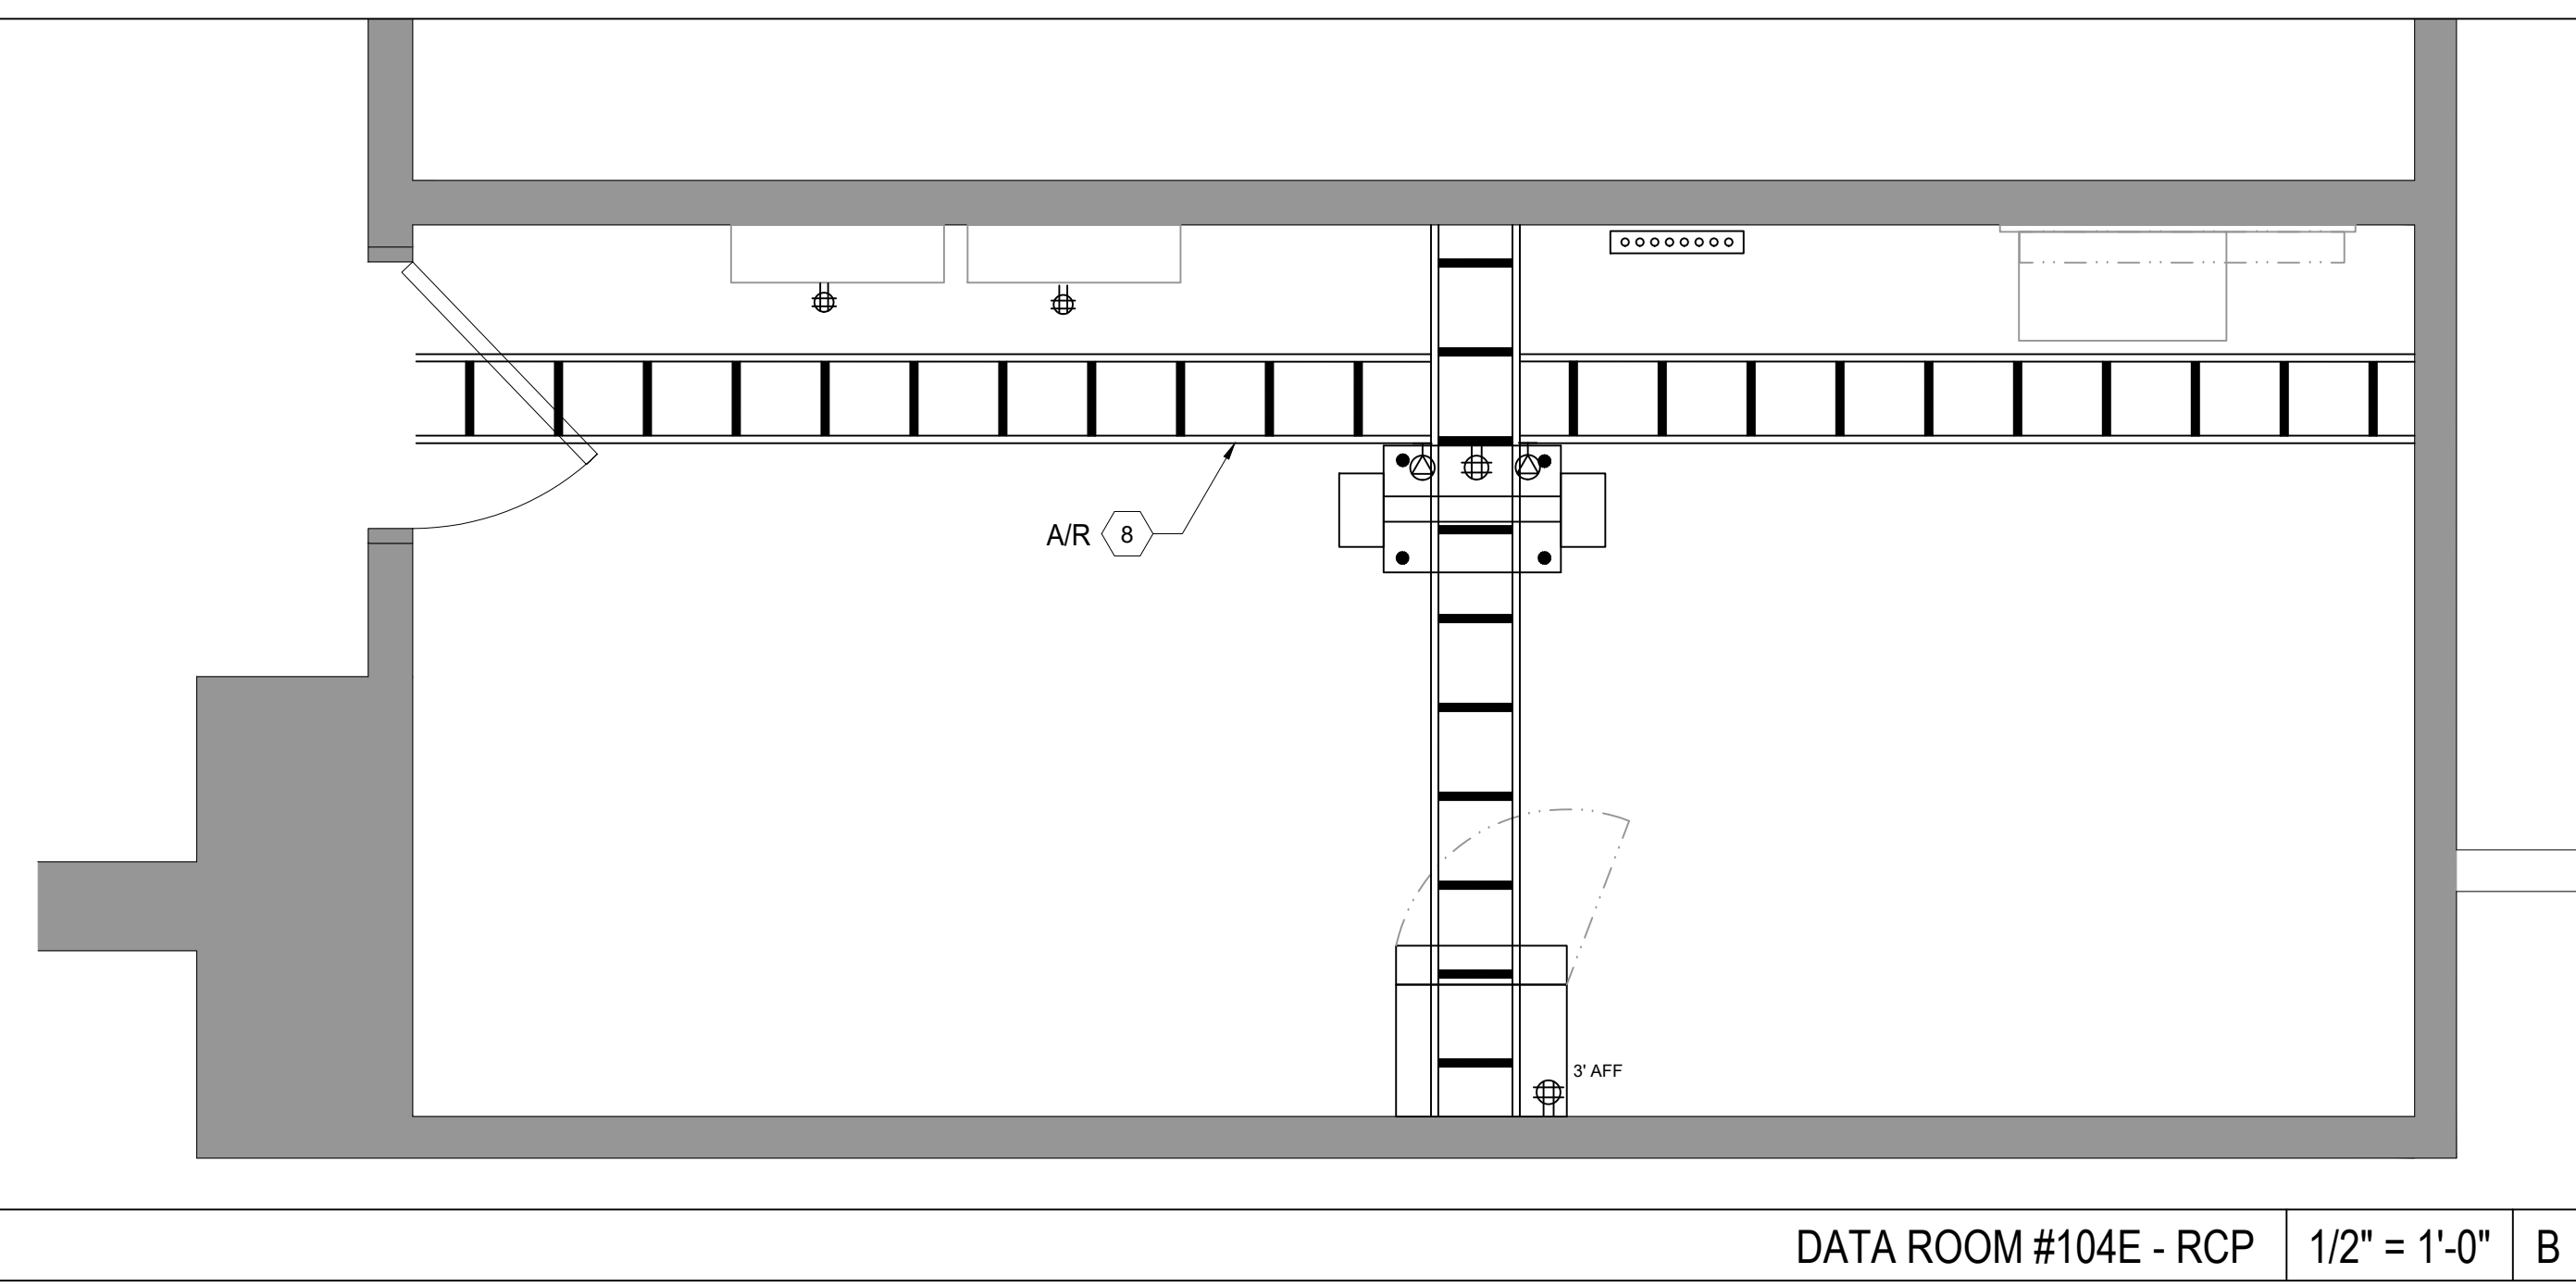 A/R 8
3' AFF
DATA ROOM #104E - RCP 1/2" = 1'-0" B